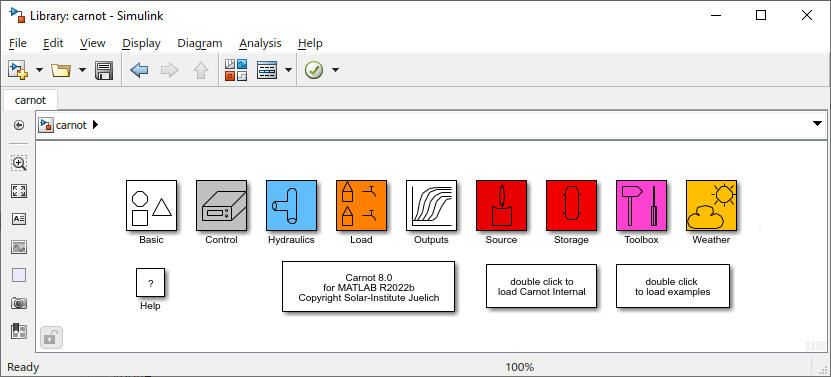 Library: carnot - Simulink
File Edit View Display Diagram Analysis Help
carnot
carnot
Basic Control Hydraulics Load Outputs Source Storage Toolbox Weather
?
Help
Carnot 8.0
for MATLAB R2022b
Copyright Solar-Institute Juelich
double click to
load Carnot Internal
double click
to load examples
Ready 100%